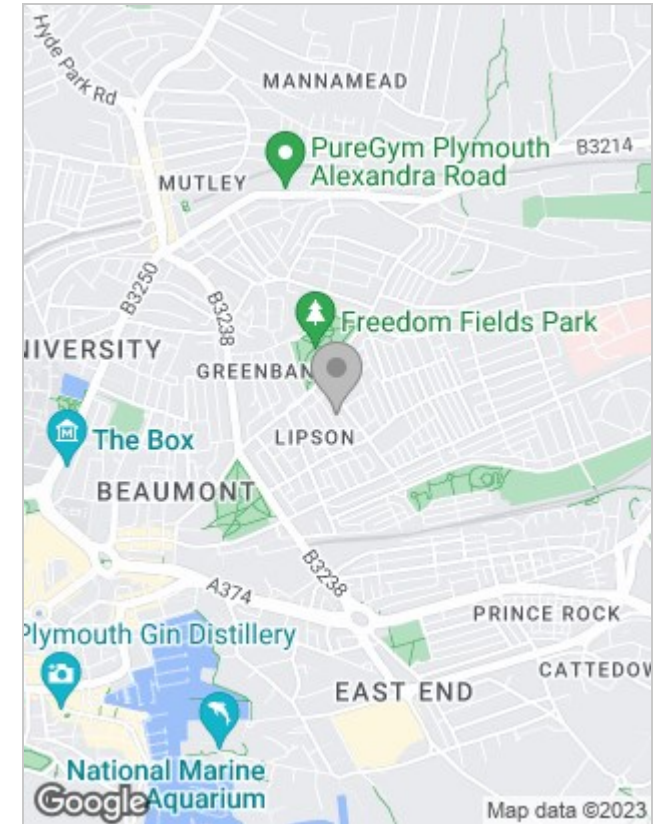 Hyde Park Rd
MANNAMEAD
PureGym Plymouth
Alexandra Road
B3214
MUTLEY
B3250
B3238
Freedom Fields Park
NIVERSITY
GREENBAN
The Box
LIPSON
BEAUMONT
B3238
A374
PRINCE ROCK
Plymouth Gin Distillery
CATTEDOW
EAST END
National Marine
Aquarium
Google
Map data ©2023